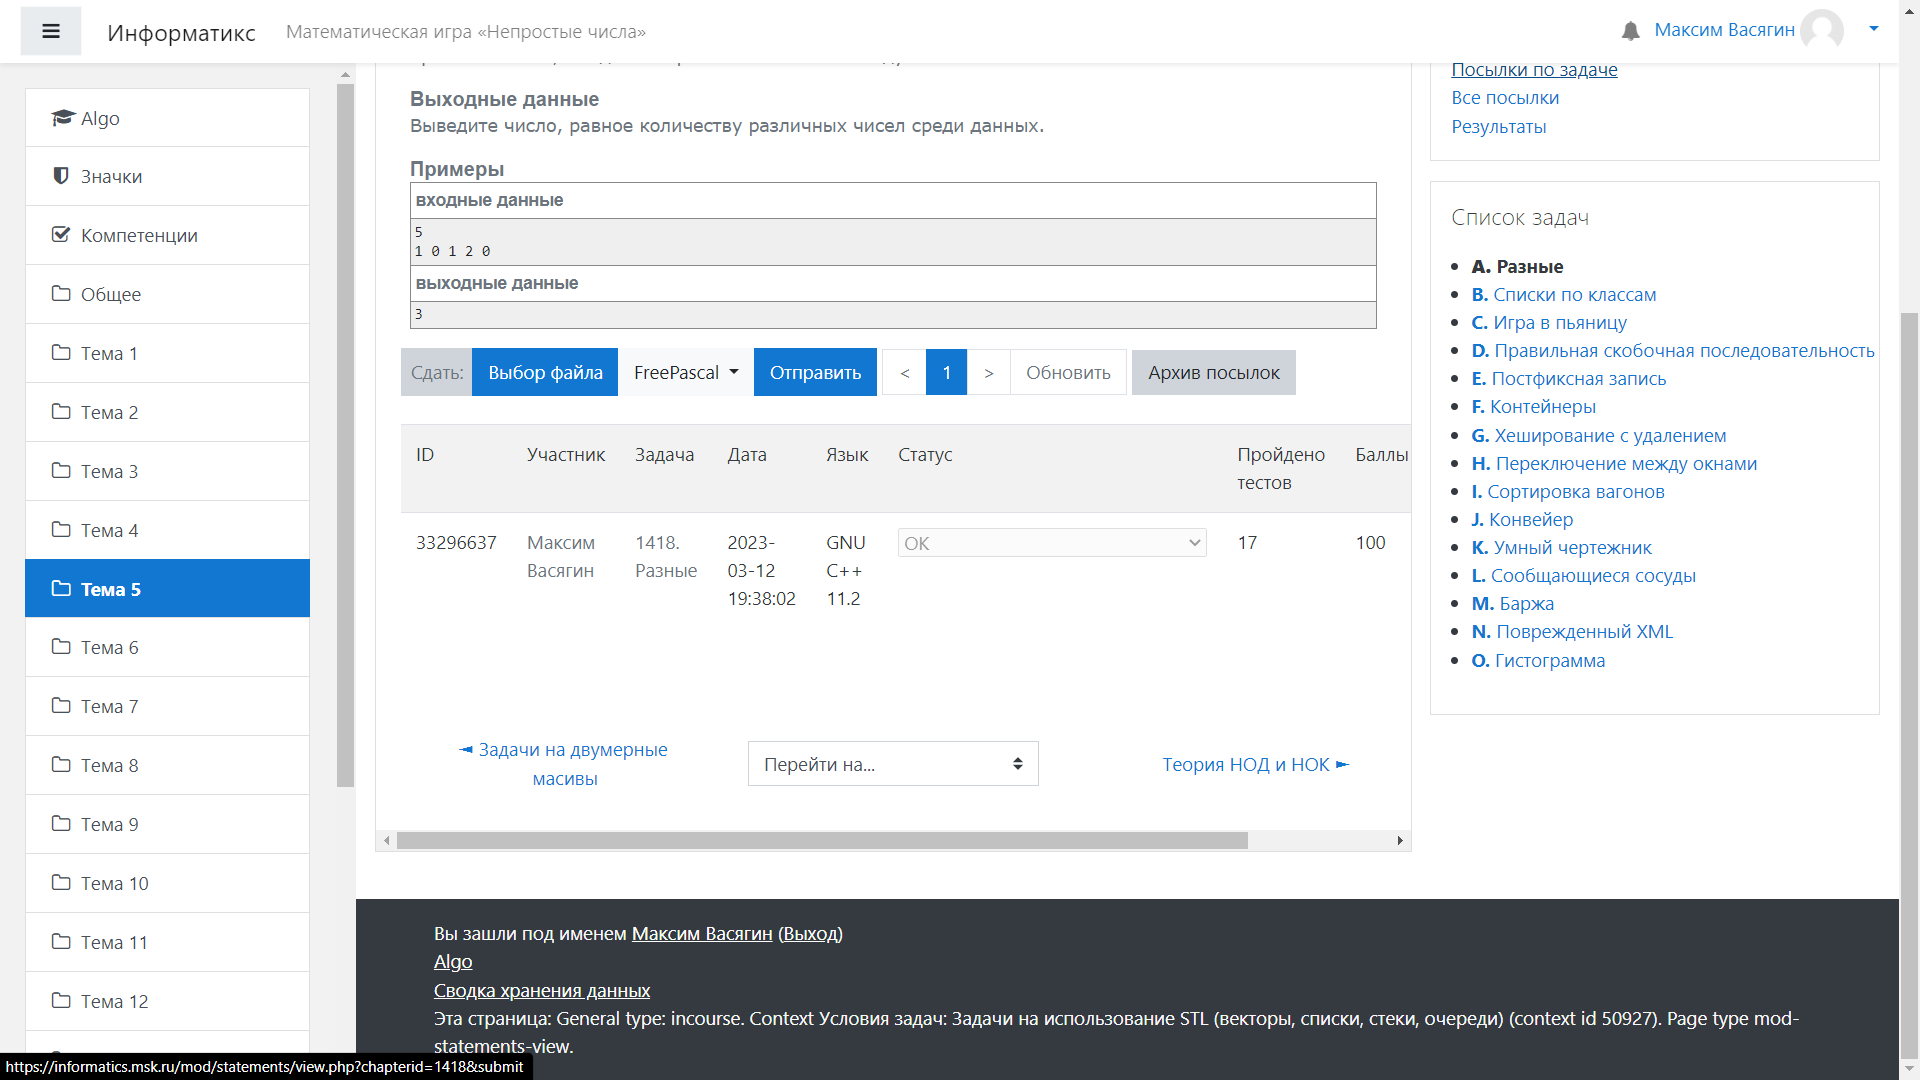 Информатикс
Математическая игра «Непростые числа»
Максим Васягин
Algo
Значки
Компетенции
Общее
Тема 1
Тема 2
Тема 3
Тема 4
Тема 5
Тема 6
Тема 7
Тема 8
Тема 9
Тема 10
Тема 11
Тема 12
Выходные данные
Выведите число, равное количеству различных чисел среди данных.
Примеры
входные данные
5
1 0 1 2 0
выходные данные
3
Сдать: Выбор файла FreePascal Отправить < 1 > Обновить Архив посылок
ID Участник Задача Дата Язык Статус Пройдено тестов Баллы
33296637 Максим Васягин 1418. Разные 2023-03-12 19:38:02 GNU C++ 11.2 OK 17 100
◄ Задачи на двумерные
масивы
Перейти на...
Теория НОД и НОК ►
Посылки по задаче
Все посылки
Результаты
Список задач
A. Разные
B. Списки по классам
C. Игра в пьяницу
D. Правильная скобочная последовательность
E. Постфиксная запись
F. Контейнеры
G. Хеширование с удалением
H. Переключение между окнами
I. Сортировка вагонов
J. Конвейер
K. Умный чертежник
L. Сообщающиеся сосуды
M. Баржа
N. Поврежденный XML
O. Гистограмма
Вы зашли под именем Максим Васягин (Выход)
Algo
Сводка хранения данных
Эта страница: General type: incourse. Context Условия задач: Задачи на использование STL (векторы, списки, стеки, очереди) (context id 50927). Page type mod-
statements-view.
https://informatics.msk.ru/mod/statements/view.php?chapterid=1418&submit